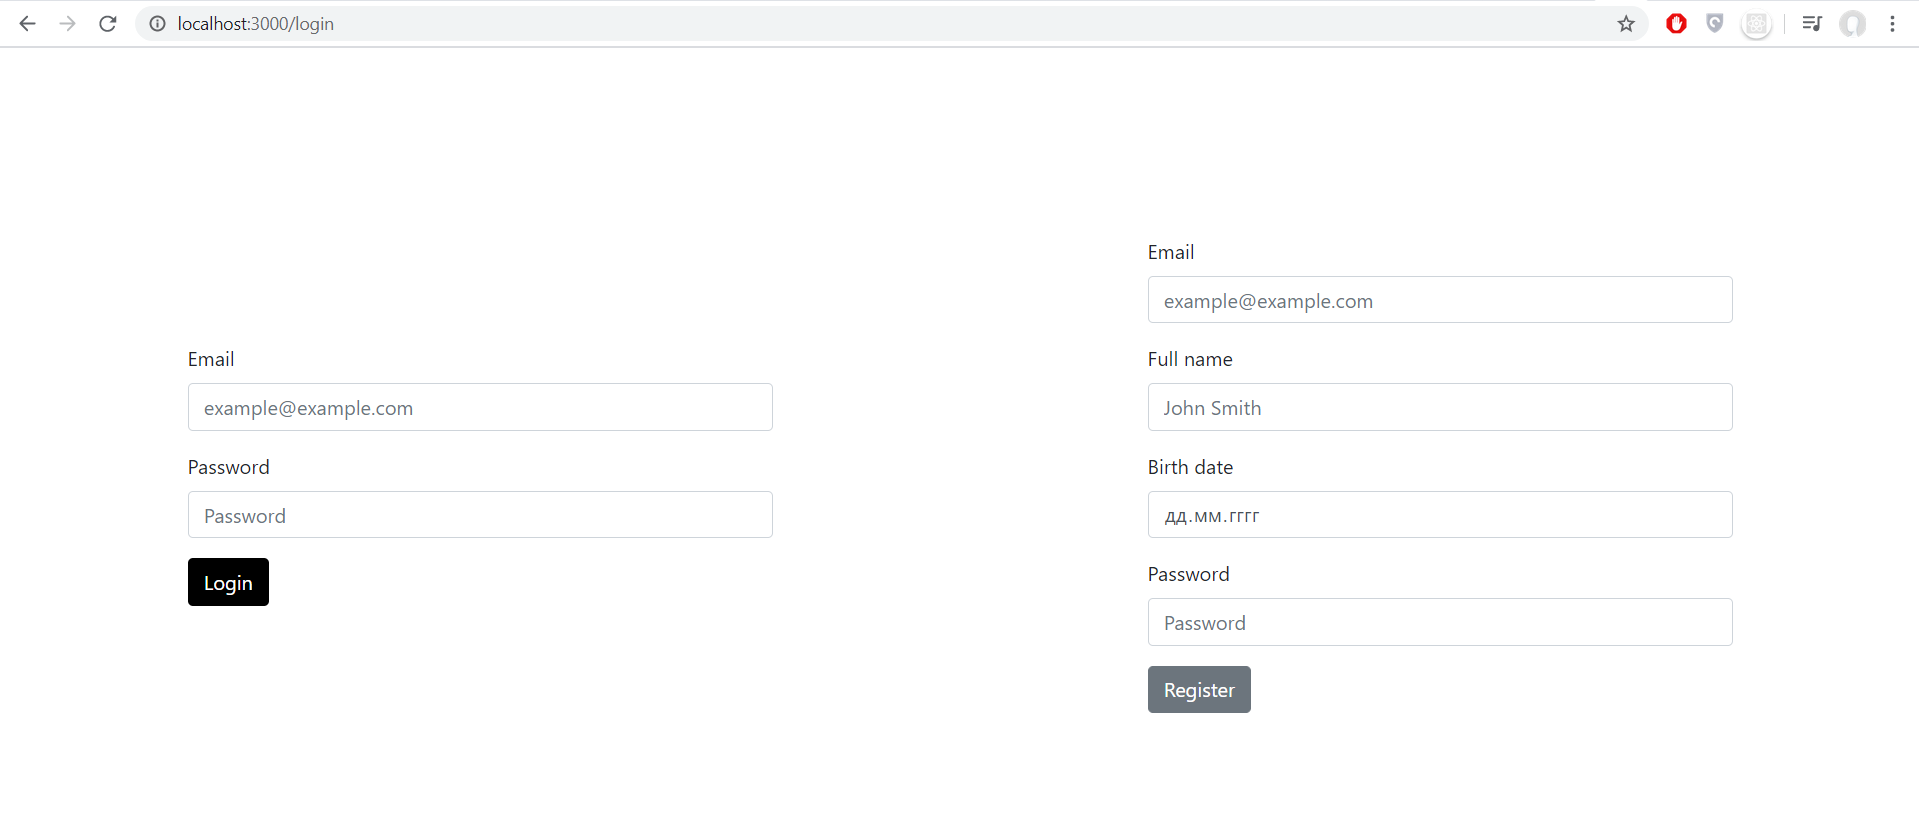 localhost:3000/login
Email
example@example.com
Password
Password
Login
Email
example@example.com
Full name
John Smith
Birth date
дд.мм.гггг
Password
Password
Register